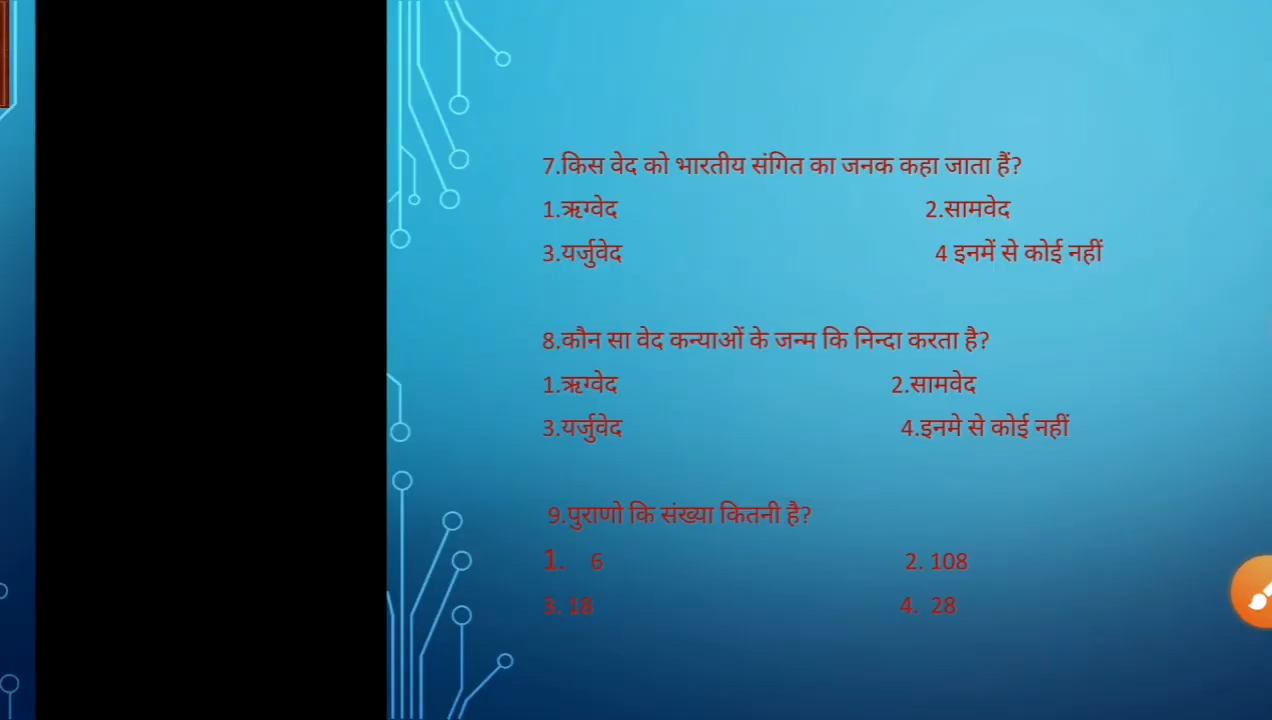 7.किस वेद को भारतीय संगित का जनक कहा जाता हैं?
1.ऋग्वेद 2.सामवेद
3.यर्जुवेद 4 इनमें से कोई नहीं
8.कौन सा वेद कन्याओं के जन्म कि निन्दा करता है?
1.ऋग्वेद 2.सामवेद
3.यर्जुवेद 4.इनमे से कोई नहीं
9.पुराणो कि संख्या कितनी है?
1. 6 2. 108
3. 18 4. 28